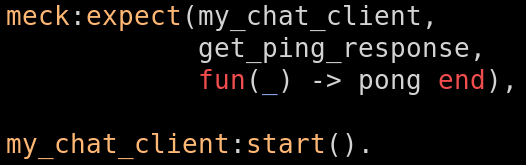 meck:expect(my_chat_client,
            get_ping_response,
            fun(_) -> pong end),

my_chat_client:start().